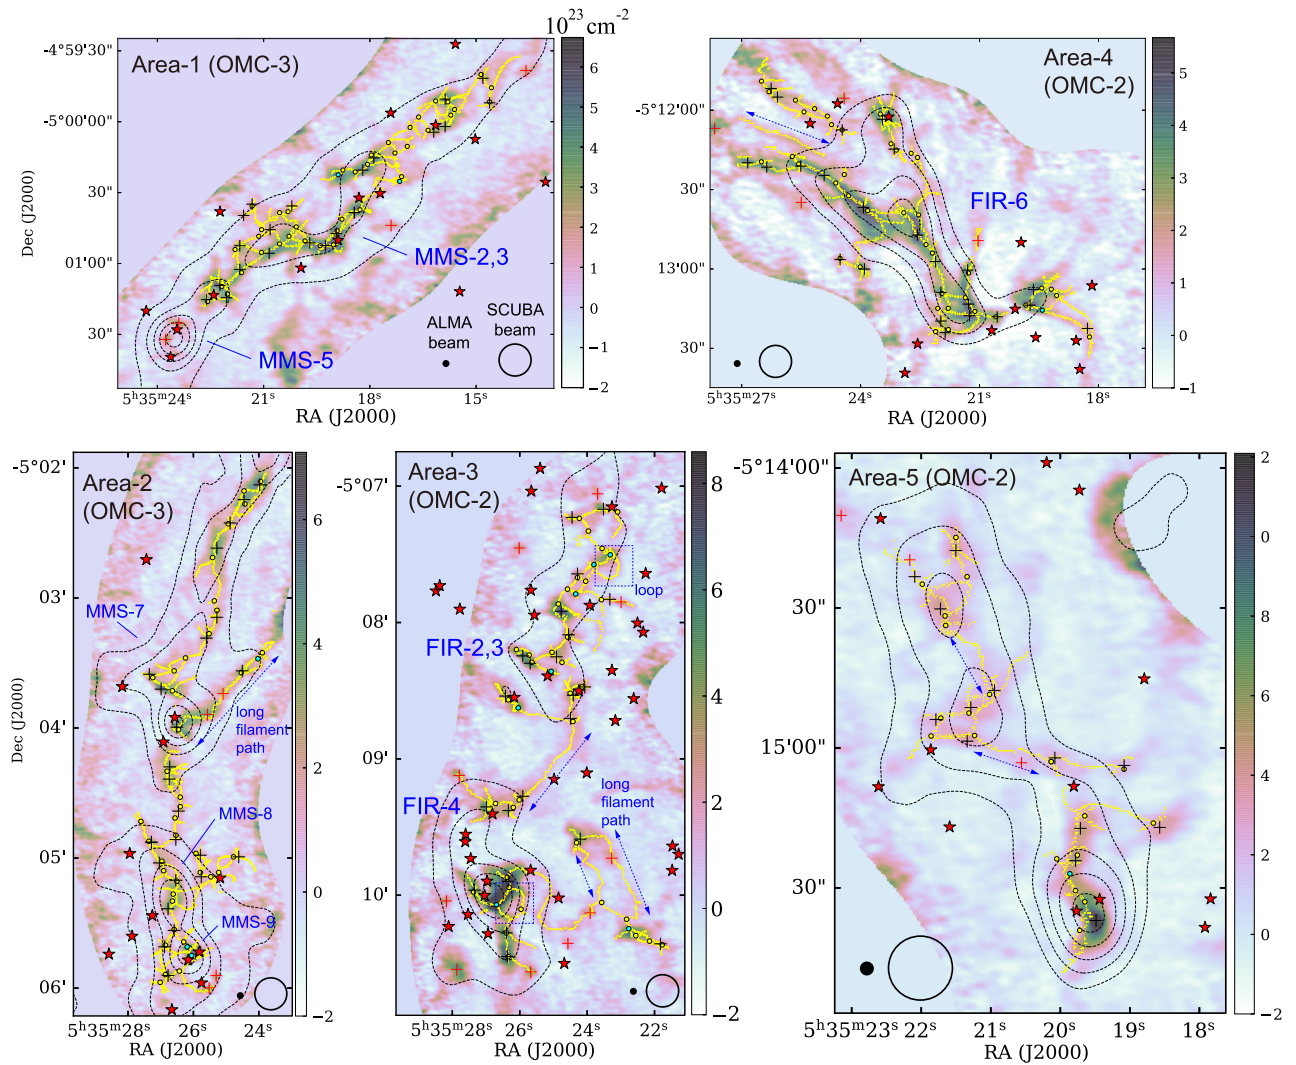 10²³ cm⁻²
Area-1 (OMC-3)
-4°59'30"
-5°00'00"
30"
01'00"
30"
Dec (J2000)
MMS-2,3
MMS-5
ALMA
beam
SCUBA
beam
5ʰ35ᵐ24ˢ
21ˢ
18ˢ
15ˢ
RA (J2000)
6
5
4
3
2
1
0
−1
−2
Area-4
(OMC-2)
-5°12'00"
30"
13'00"
30"
FIR-6
5ʰ35ᵐ27ˢ
24ˢ
21ˢ
18ˢ
RA (J2000)
5
4
3
2
1
0
−1
Area-2
(OMC-3)
-5°02'
03'
04'
05'
06'
Dec (J2000)
MMS-7
long
filament
path
MMS-8
MMS-9
5ʰ35ᵐ28ˢ
26ˢ
24ˢ
RA (J2000)
6
4
2
0
−2
Area-3
(OMC-2)
-5°07'
08'
09'
10'
loop
FIR-2,3
FIR-4
long
filament
path
5ʰ35ᵐ28ˢ
26ˢ
24ˢ
22ˢ
RA (J2000)
8
6
4
2
0
−2
Area-5 (OMC-2)
-5°14'00"
30"
15'00"
30"
5ʰ35ᵐ23ˢ
22ˢ
21ˢ
20ˢ
19ˢ
18ˢ
RA (J2000)
2
0
8
6
4
2
0
−2